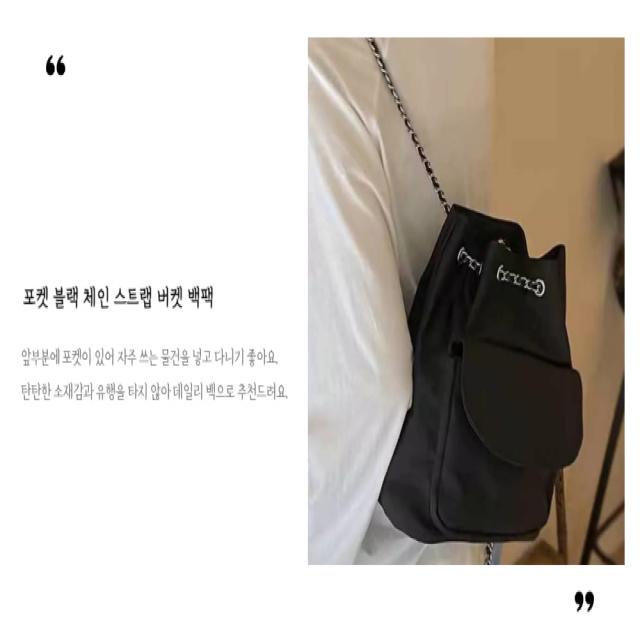 “
포켓 블랙 체인 스트랩 버켓 백팩
앞부분에 포켓이 있어 자주 쓰는 물건을 넣고 다니기 좋아요.
탄탄한 소재감과 유행을 타지 않아 데일리 백으로 추천드려요.
”